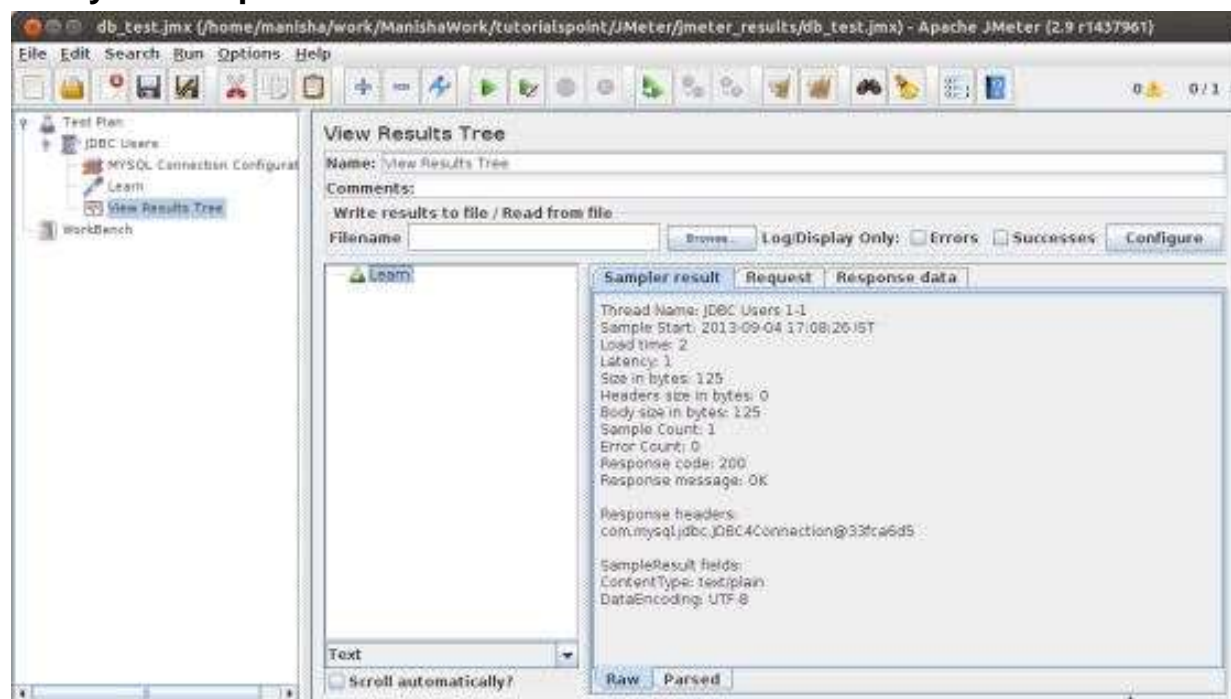 db_test.jmx (/home/manisha/work/ManishaWork/tutorialspoint/JMeter/jmeter_results/db_test.jmx) - Apache JMeter (2.9 r1437961)
File Edit Search Run Options Help
0 0/1
Test Plan
JDBC Users
MYSQL Connection Configurat
Learn
View Results Tree
WorkBench
View Results Tree
Name: View Results Tree
Comments:
Write results to file / Read from file
Filename Browse... Log/Display Only: Errors Successes Configure
Learn
Text
Scroll automatically?
Sampler result Request Response data
Thread Name: JDBC Users 1-1
Sample Start: 2013-09-04 17:08:26 IST
Load time: 2
Latency: 1
Size in bytes: 125
Headers size in bytes: 0
Body size in bytes: 125
Sample Count: 1
Error Count: 0
Response code: 200
Response message: OK
Response headers:
com.mysql.jdbc.JDBC4Connection@33fca6d5
SampleResult fields:
ContentType: text/plain
DataEncoding: UTF-8
Raw Parsed